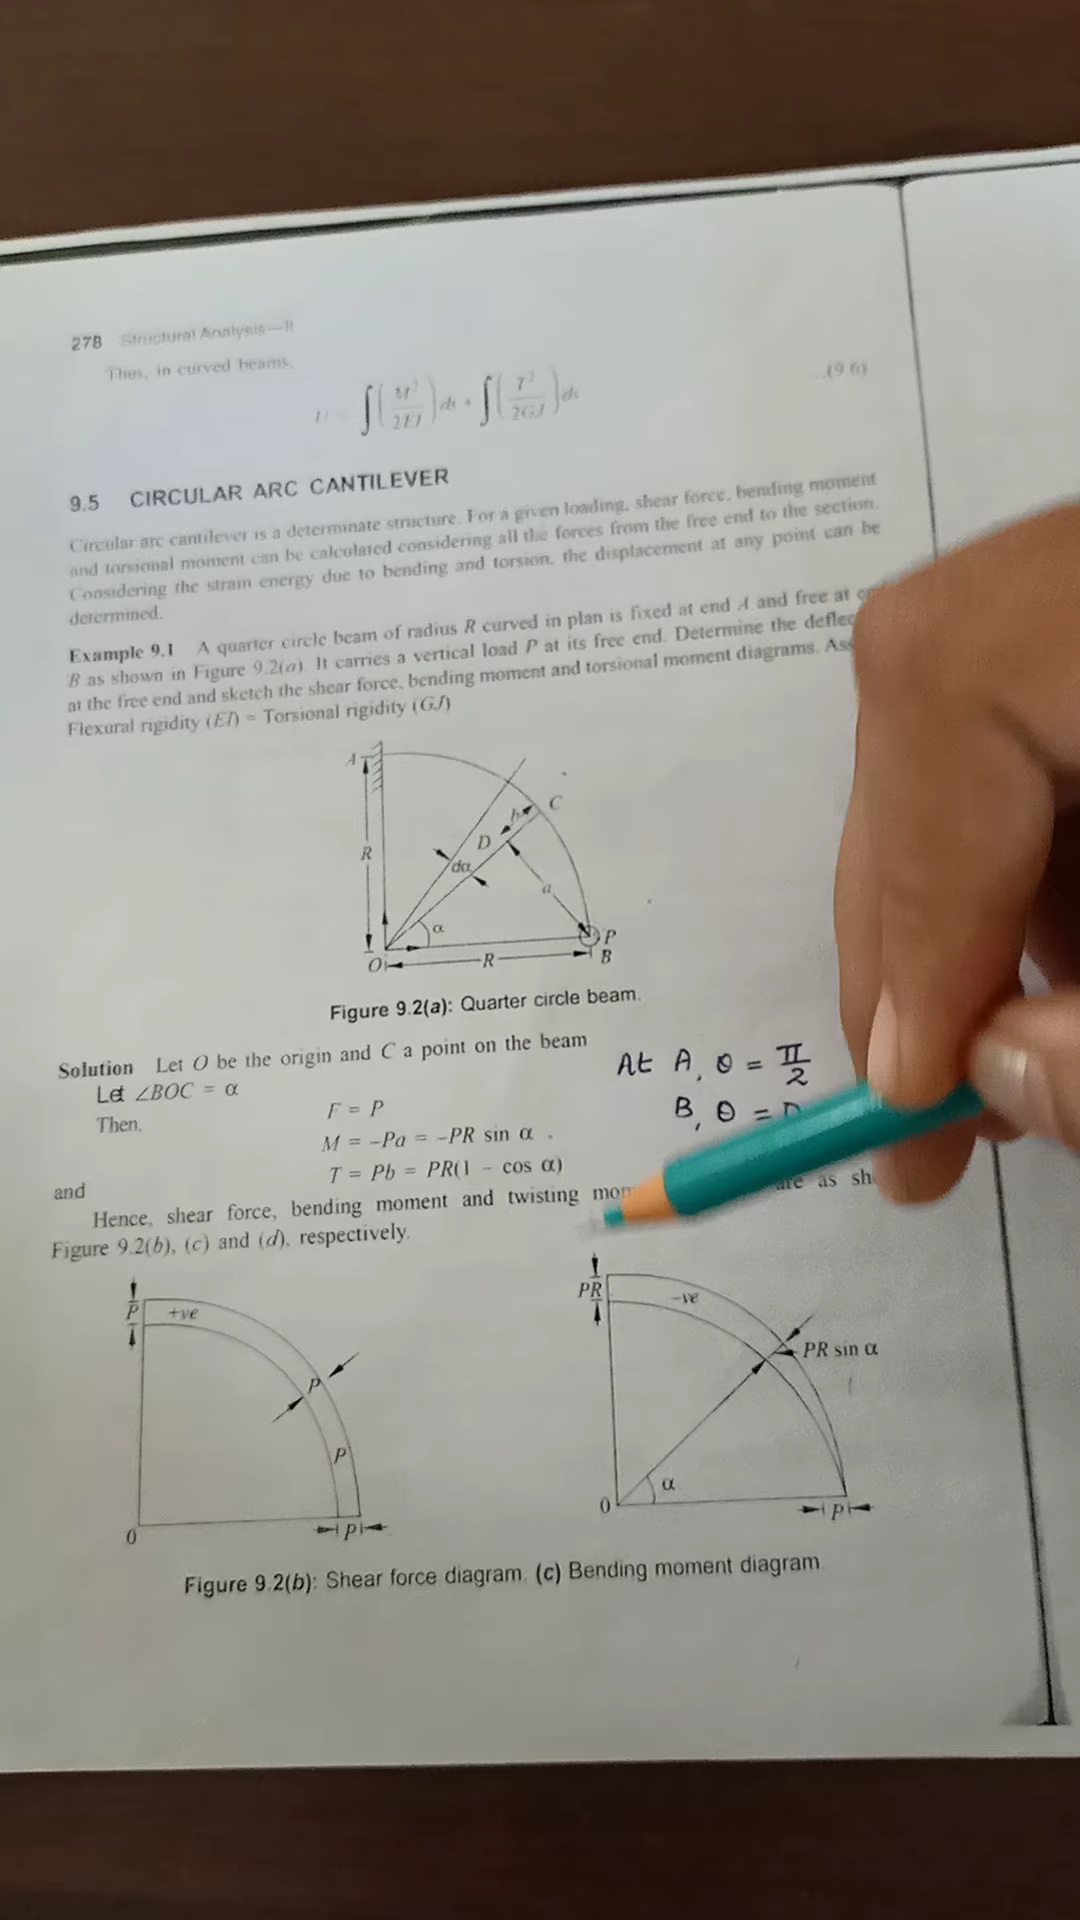 278 Structural Analysis—II
Thus, in curved beams,
∫(M²/2EI)ds + ∫(T²/2GJ)ds ...(9.6)
9.5 CIRCULAR ARC CANTILEVER
Circular arc cantilever is a determinate structure. For a given loading, shear force, bending moment
and torsional moment can be calculated considering all the forces from the free end to the section.
Considering the strain energy due to bending and torsion, the displacement at any point can be
determined.
Example 9.1 A quarter circle beam of radius R curved in plan is fixed at end A and free at
B as shown in Figure 9.2(a). It carries a vertical load P at its free end. Determine the
at the free end and sketch the shear force, bending moment and torsional moment diagrams.
Flexural rigidity (EI) = Torsional rigidity (GJ)
A
C
b
D
R
dα
a
α
P
O
R
B
Figure 9.2(a): Quarter circle beam.
Solution Let O be the origin and C a point on the beam
Let ∠BOC = α
At A, θ = π/2
Then,
F = P
B, θ =
M = –Pa = –PR sin α
and
T = Pb = PR(1 – cos α)
Hence, shear force, bending moment and twisting are as
Figure 9.2(b), (c) and (d), respectively.
P
+ve
P
P
0
P
PR
–ve
PR sin α
α
0
P
Figure 9.2(b): Shear force diagram. (c) Bending moment diagram.